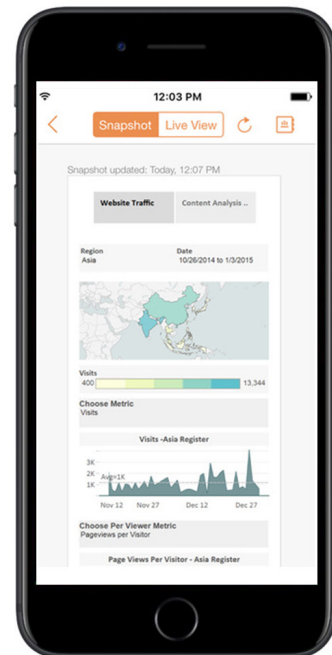 12:03 PM
Snapshot Live View
Snapshot updated: Today, 12:07 PM
Website Traffic Content Analysis ..
Region Date
Asia 10/26/2014 to 1/3/2015
Visits
400 13,344
Choose Metric
Visits
Visits -Asia Register
3K
2K
Avg=1K
1K
Nov 12 Nov 27 Dec 12 Dec 27
Choose Per Viewer Metric
Pageviews per Visitor
Page Views Per Visitor - Asia Register